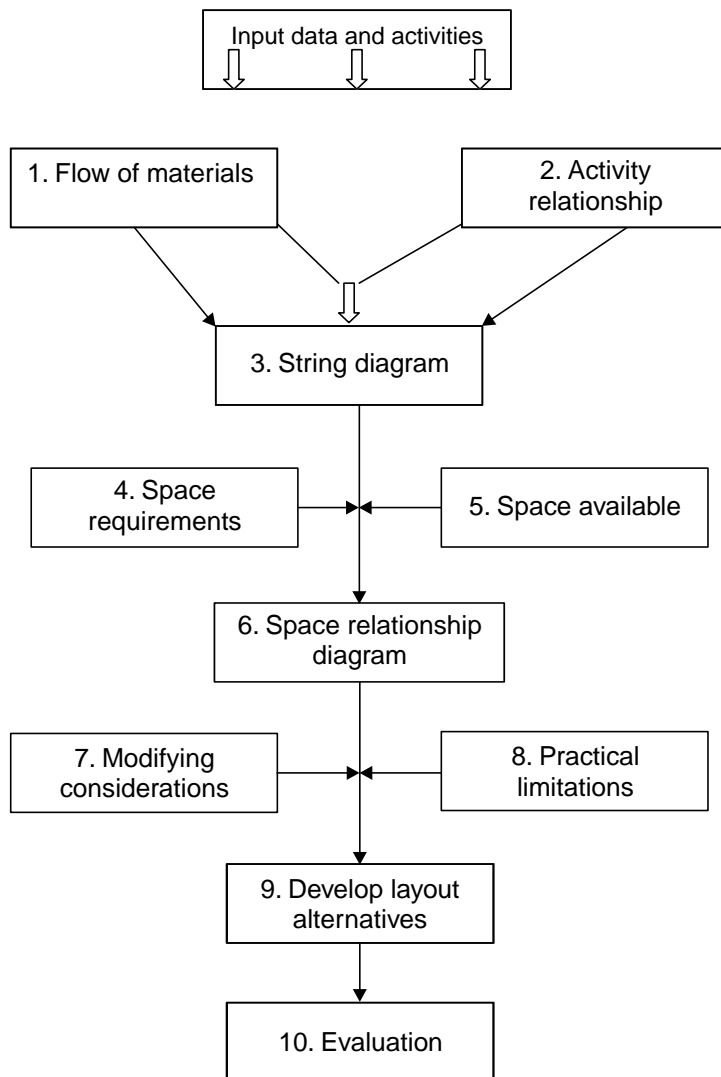 Input data and activities
1. Flow of materials
2. Activity
relationship
3. String diagram
4. Space
requirements
5. Space available
6. Space relationship
diagram
7. Modifying
considerations
8. Practical
limitations
9. Develop layout
alternatives
10. Evaluation